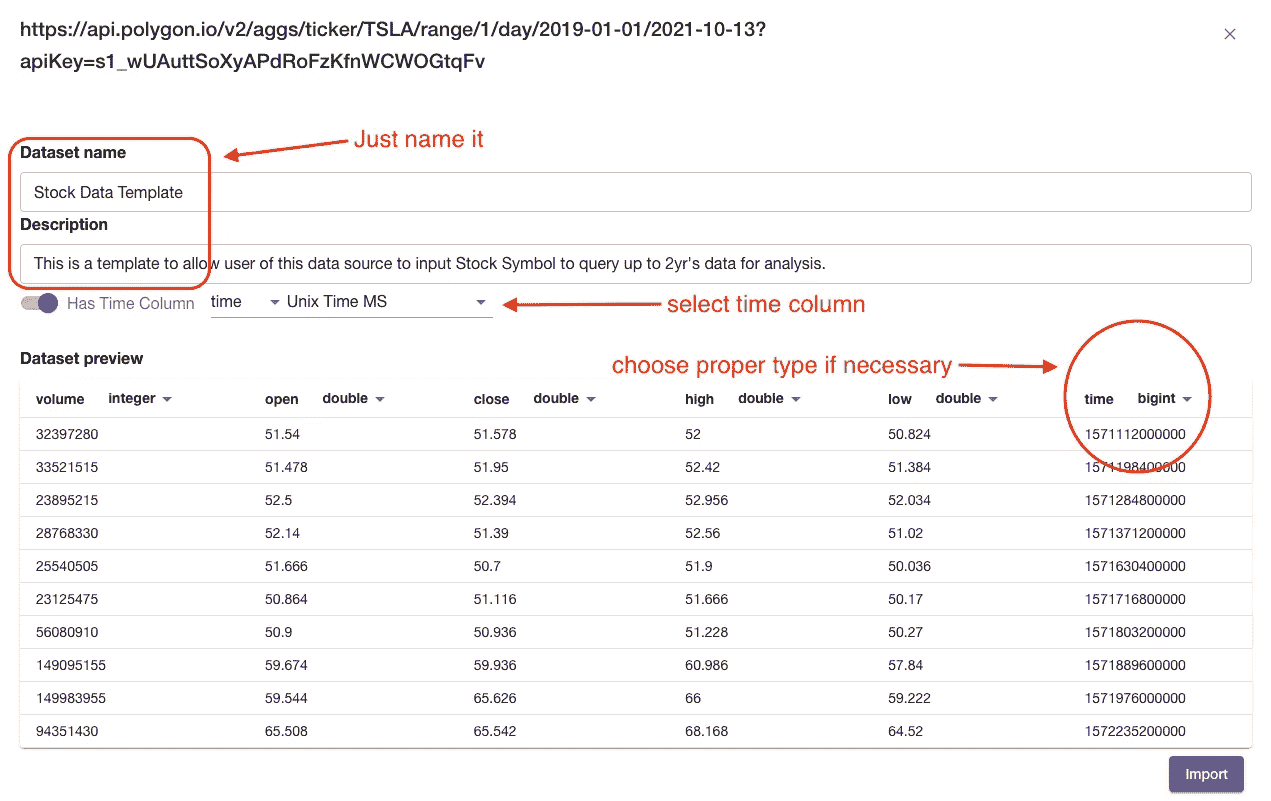 https://api.polygon.io/v2/aggs/ticker/TSLA/range/1/day/2019-01-01/2021-10-13?
apiKey=s1_wUAuttSoXyAPdRoFzKfnWCWOGtqFv
Just name it
Dataset name
Stock Data Template
Description
This is a template to allow user of this data source to input Stock Symbol to query up to 2yr's data for analysis.
Has Time Column time Unix Time MS select time column
Dataset preview
choose proper type if necessary
volume integer open double close double high double low double time bigint
32397280 51.54 51.578 52 50.824 1571112000000
33521515 51.478 51.95 52.42 51.384 1571198400000
23895215 52.5 52.394 52.956 52.034 1571284800000
28768330 52.14 51.39 52.56 51.02 1571371200000
25540505 51.666 50.7 51.9 50.036 1571630400000
23125475 50.864 51.116 51.666 50.17 1571716800000
56080910 50.9 50.936 51.228 50.27 1571803200000
149095155 59.674 59.936 60.986 57.84 1571889600000
149983955 59.544 65.626 66 59.222 1571976000000
94351430 65.508 65.542 68.168 64.52 1572235200000
Import